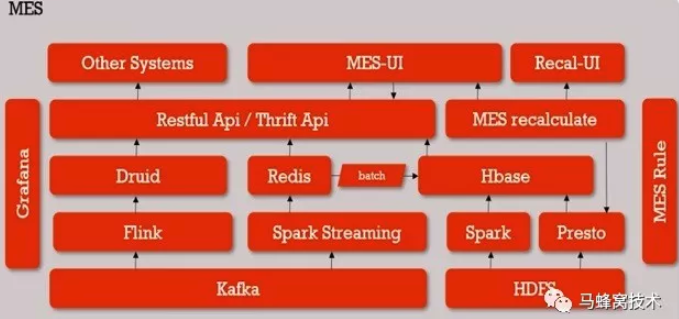 MES
Other Systems
MES-UI
Recal-UI
Grafana
Restful Api / Thrift Api
MES recalculate
MES Rule
Druid
Redis
batch
Hbase
Flink
Spark Streaming
Spark
Presto
Kafka
HDFS
马蜂窝技术